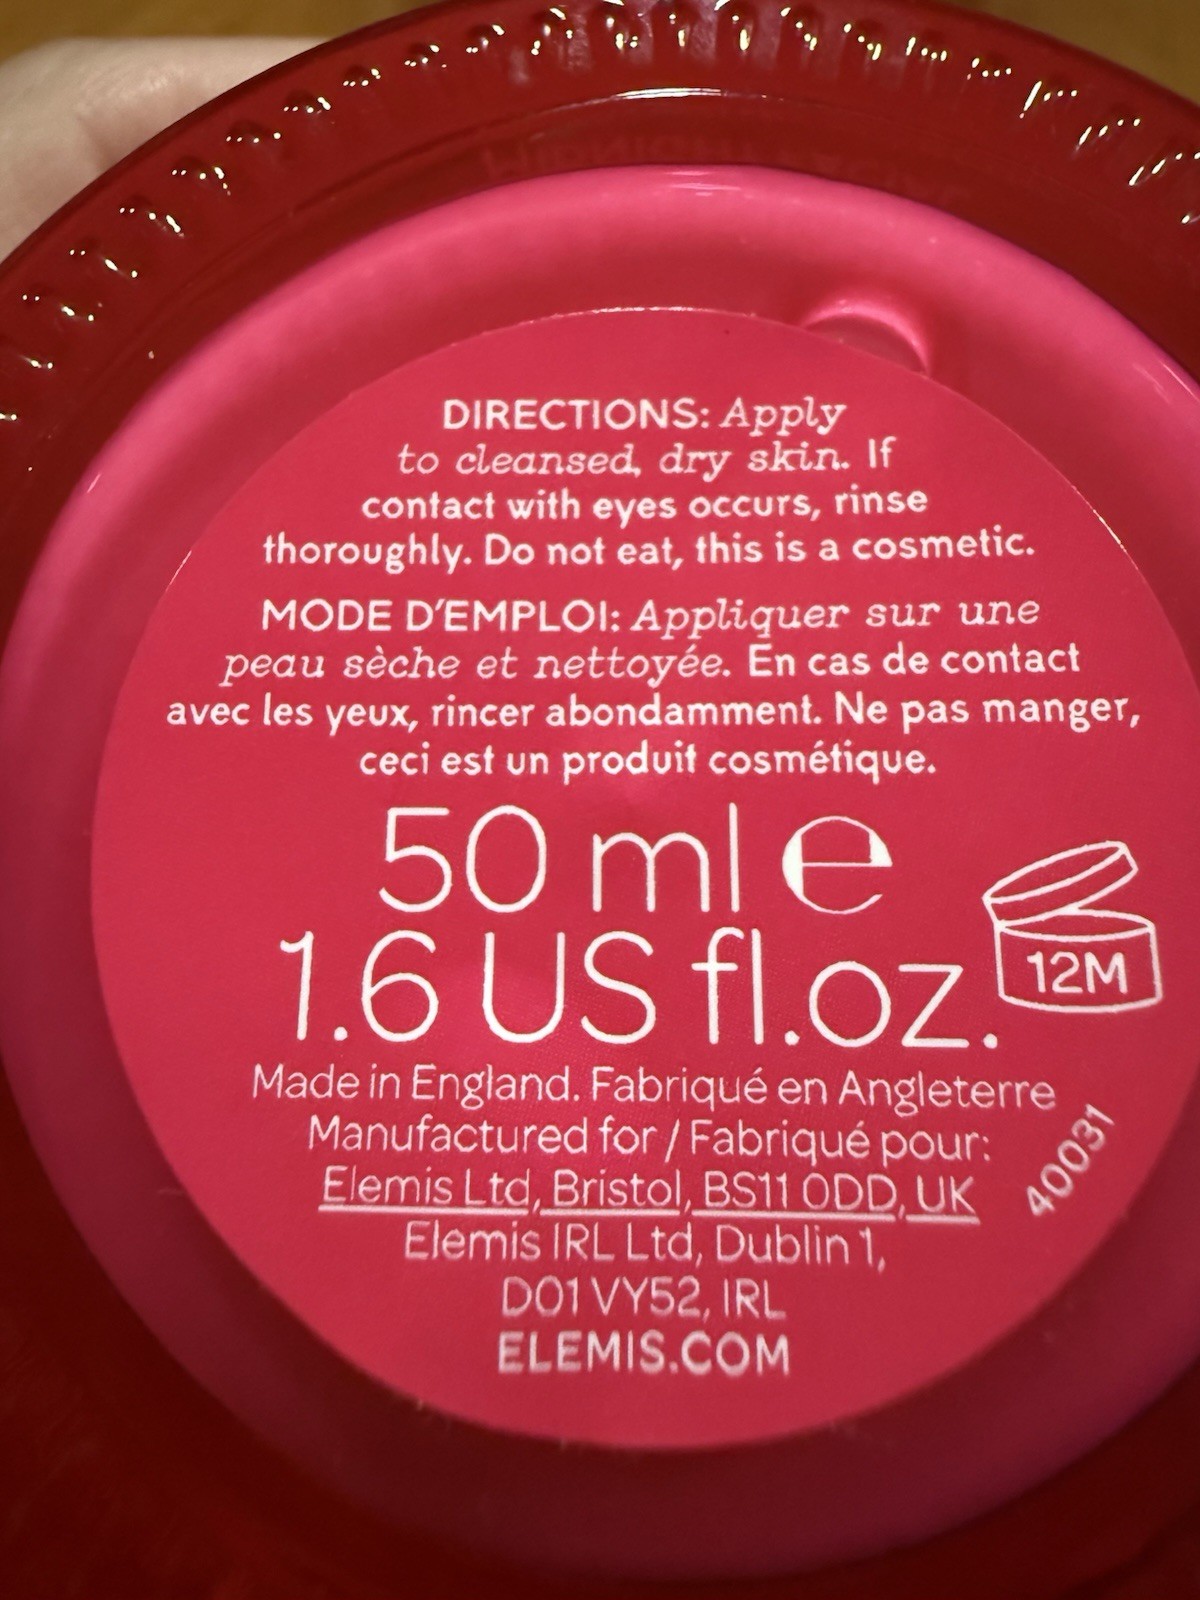 DIRECTIONS: Apply
to cleansed, dry skin. If
contact with eyes occurs, rinse
thoroughly. Do not eat, this is a cosmetic.
MODE D'EMPLOI: Appliquer sur une
peau sèche et nettoyée. En cas de contact
avec les yeux, rincer abondamment. Ne pas manger,
ceci est un produit cosmétique.
50 ml e
1.6 US fl.oz.
12M
Made in England. Fabriqué en Angleterre
Manufactured for / Fabriqué pour:
Elemis Ltd, Bristol, BS11 0DD, UK
40031
Elemis IRL Ltd, Dublin 1,
D01 VY52, IRL
ELEMIS.COM